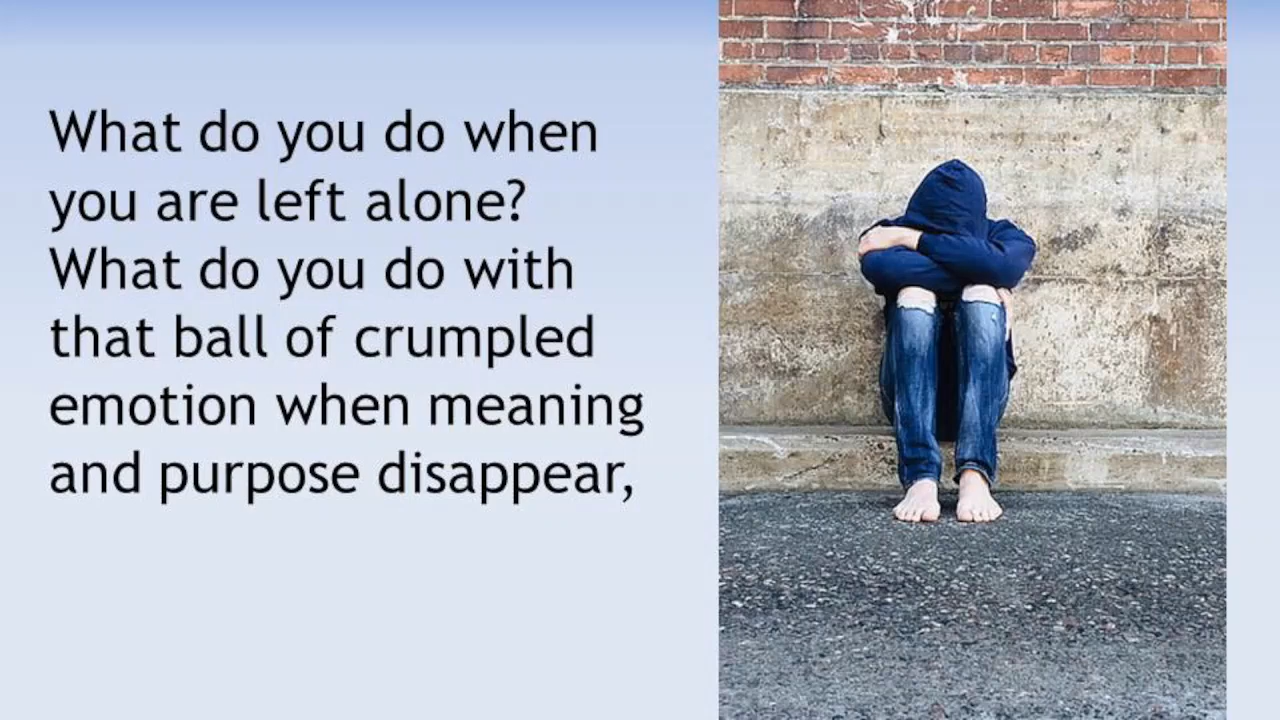 What do you do when
you are left alone?
What do you do with
that ball of crumpled
emotion when meaning
and purpose disappear,